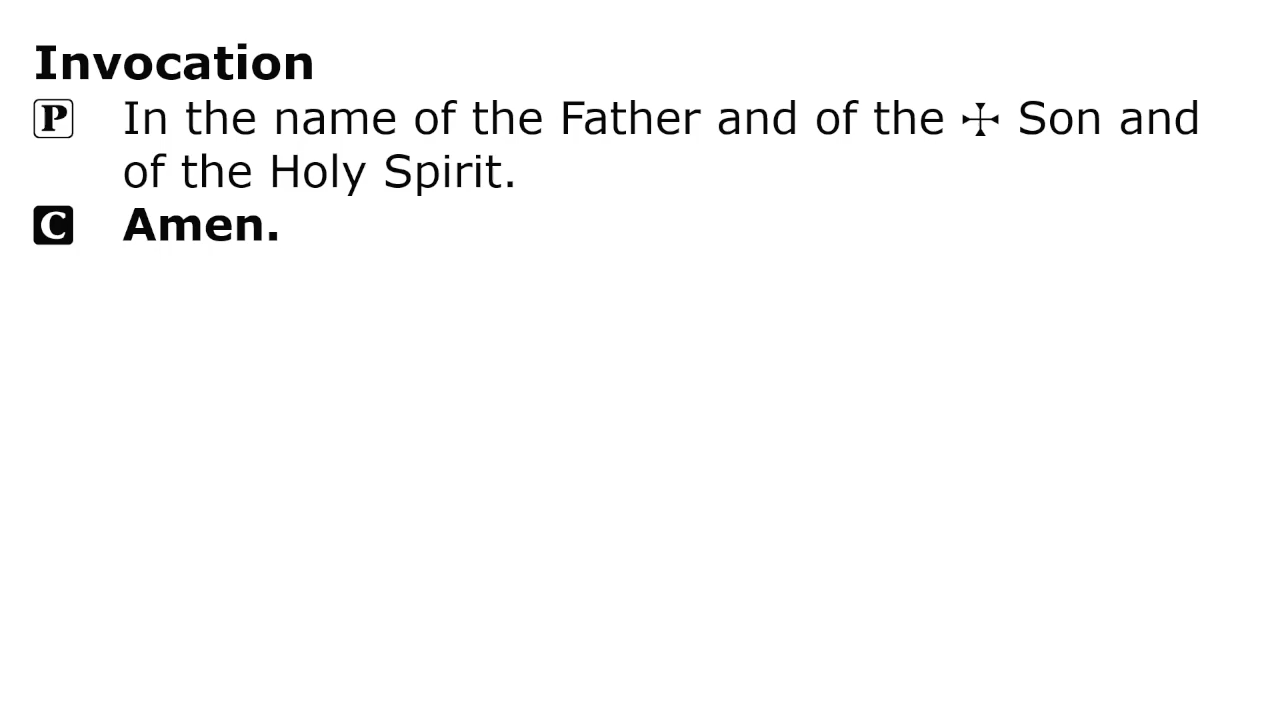 Invocation
P In the name of the Father and of the ☩ Son and
of the Holy Spirit.
C Amen.